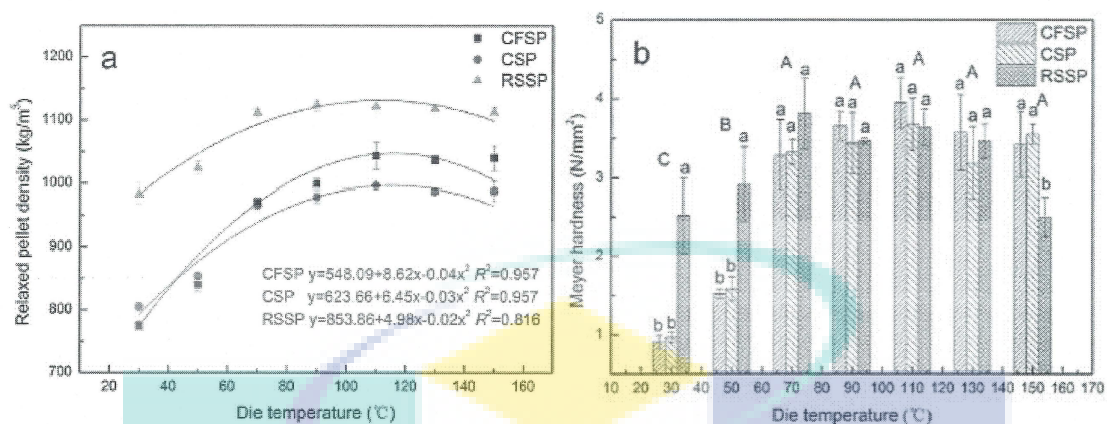 a
CFSP
CSP
RSSP
Relaxed pellet density (kg/m³)
1200
1100
1000
900
800
700
CFSP y=548.09+8.62x-0.04x² R²=0.957
CSP y=623.66+6.45x-0.03x² R²=0.957
RSSP y=853.86+4.98x-0.02x² R²=0.816
20 40 60 80 100 120 140 160
Die temperature (℃)
b
CFSP
CSP
RSSP
Meyer hardness (N/mm²)
5
4
3
2
1
C B A A A A A
b b a
b b a
a a a
a a a
a a a
a a a
a a b
10 20 30 40 50 60 70 80 90 100 110 120 130 140 150 160 170
Die temperature (℃)